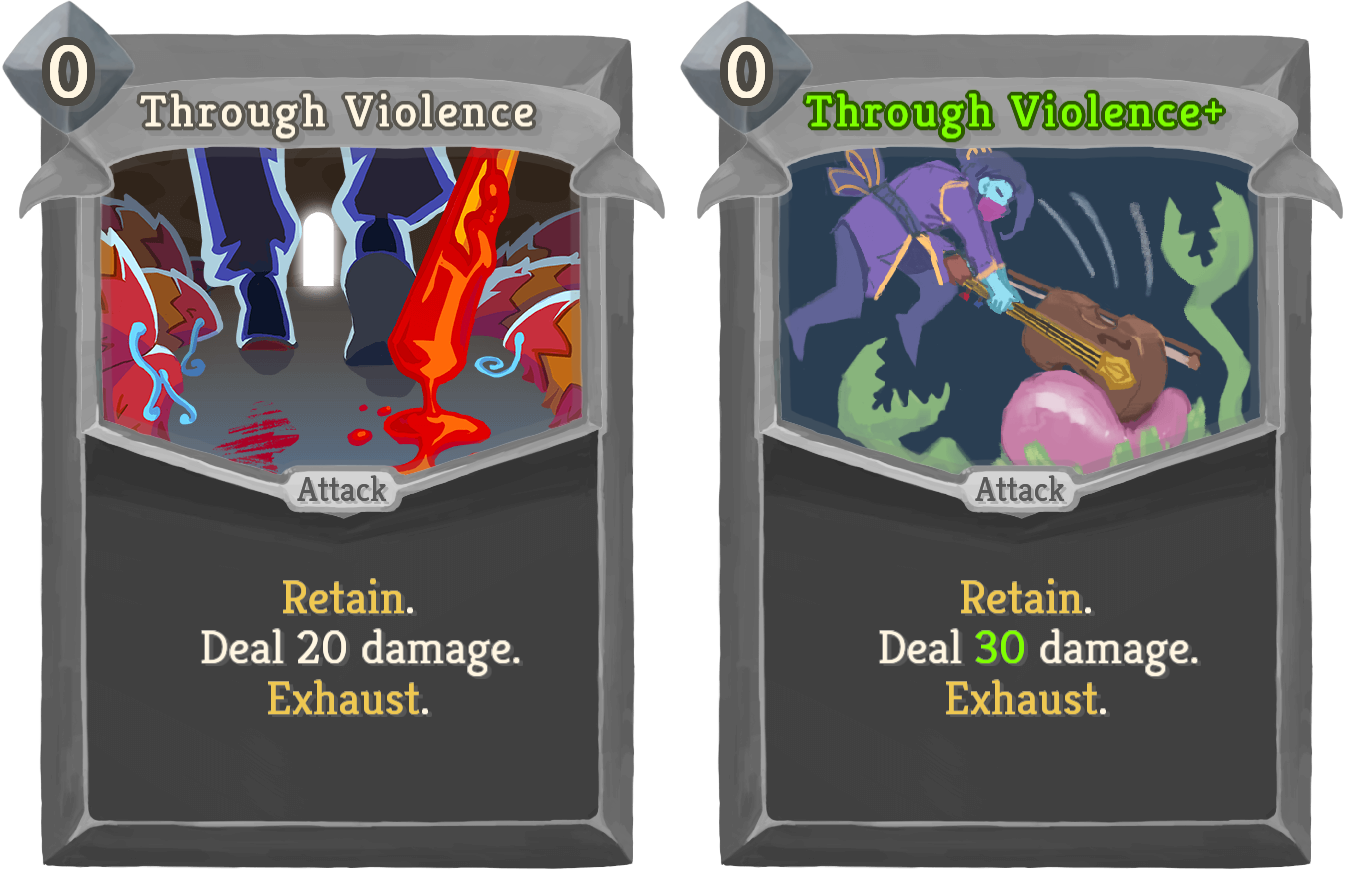 0
Through Violence
Attack
Retain.
Deal 20 damage.
Exhaust.
0
Through Violence+
Attack
Retain.
Deal 30 damage.
Exhaust.